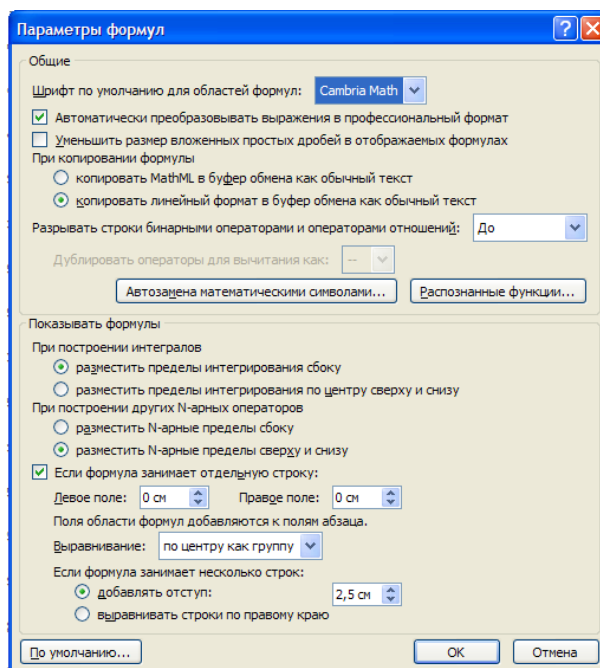 Параметры формул
Общие
Шрифт по умолчанию для областей формул: Cambria Math
Автоматически преобразовывать выражения в профессиональный формат
Уменьшить размер вложенных простых дробей в отображаемых формулах
При копировании формулы
копировать MathML в буфер обмена как обычный текст
копировать линейный формат в буфер обмена как обычный текст
Разрывать строки бинарными операторами и операторами отношений: До
Дублировать операторы для вычитания как: --
Автозамена математическими символами... Распознанные функции...
Показывать формулы
При построении интегралов
разместить пределы интегрирования сбоку
разместить пределы интегрирования по центру сверху и снизу
При построении других N-арных операторов
разместить N-арные пределы сбоку
разместить N-арные пределы сверху и снизу
Если формула занимает отдельную строку:
Левое поле: 0 см Правое поле: 0 см
Поля области формул добавляются к полям абзаца.
Выравнивание: по центру как группу
Если формула занимает несколько строк:
добавлять отступ: 2,5 см
выравнивать строки по правому краю
По умолчанию... ОК Отмена